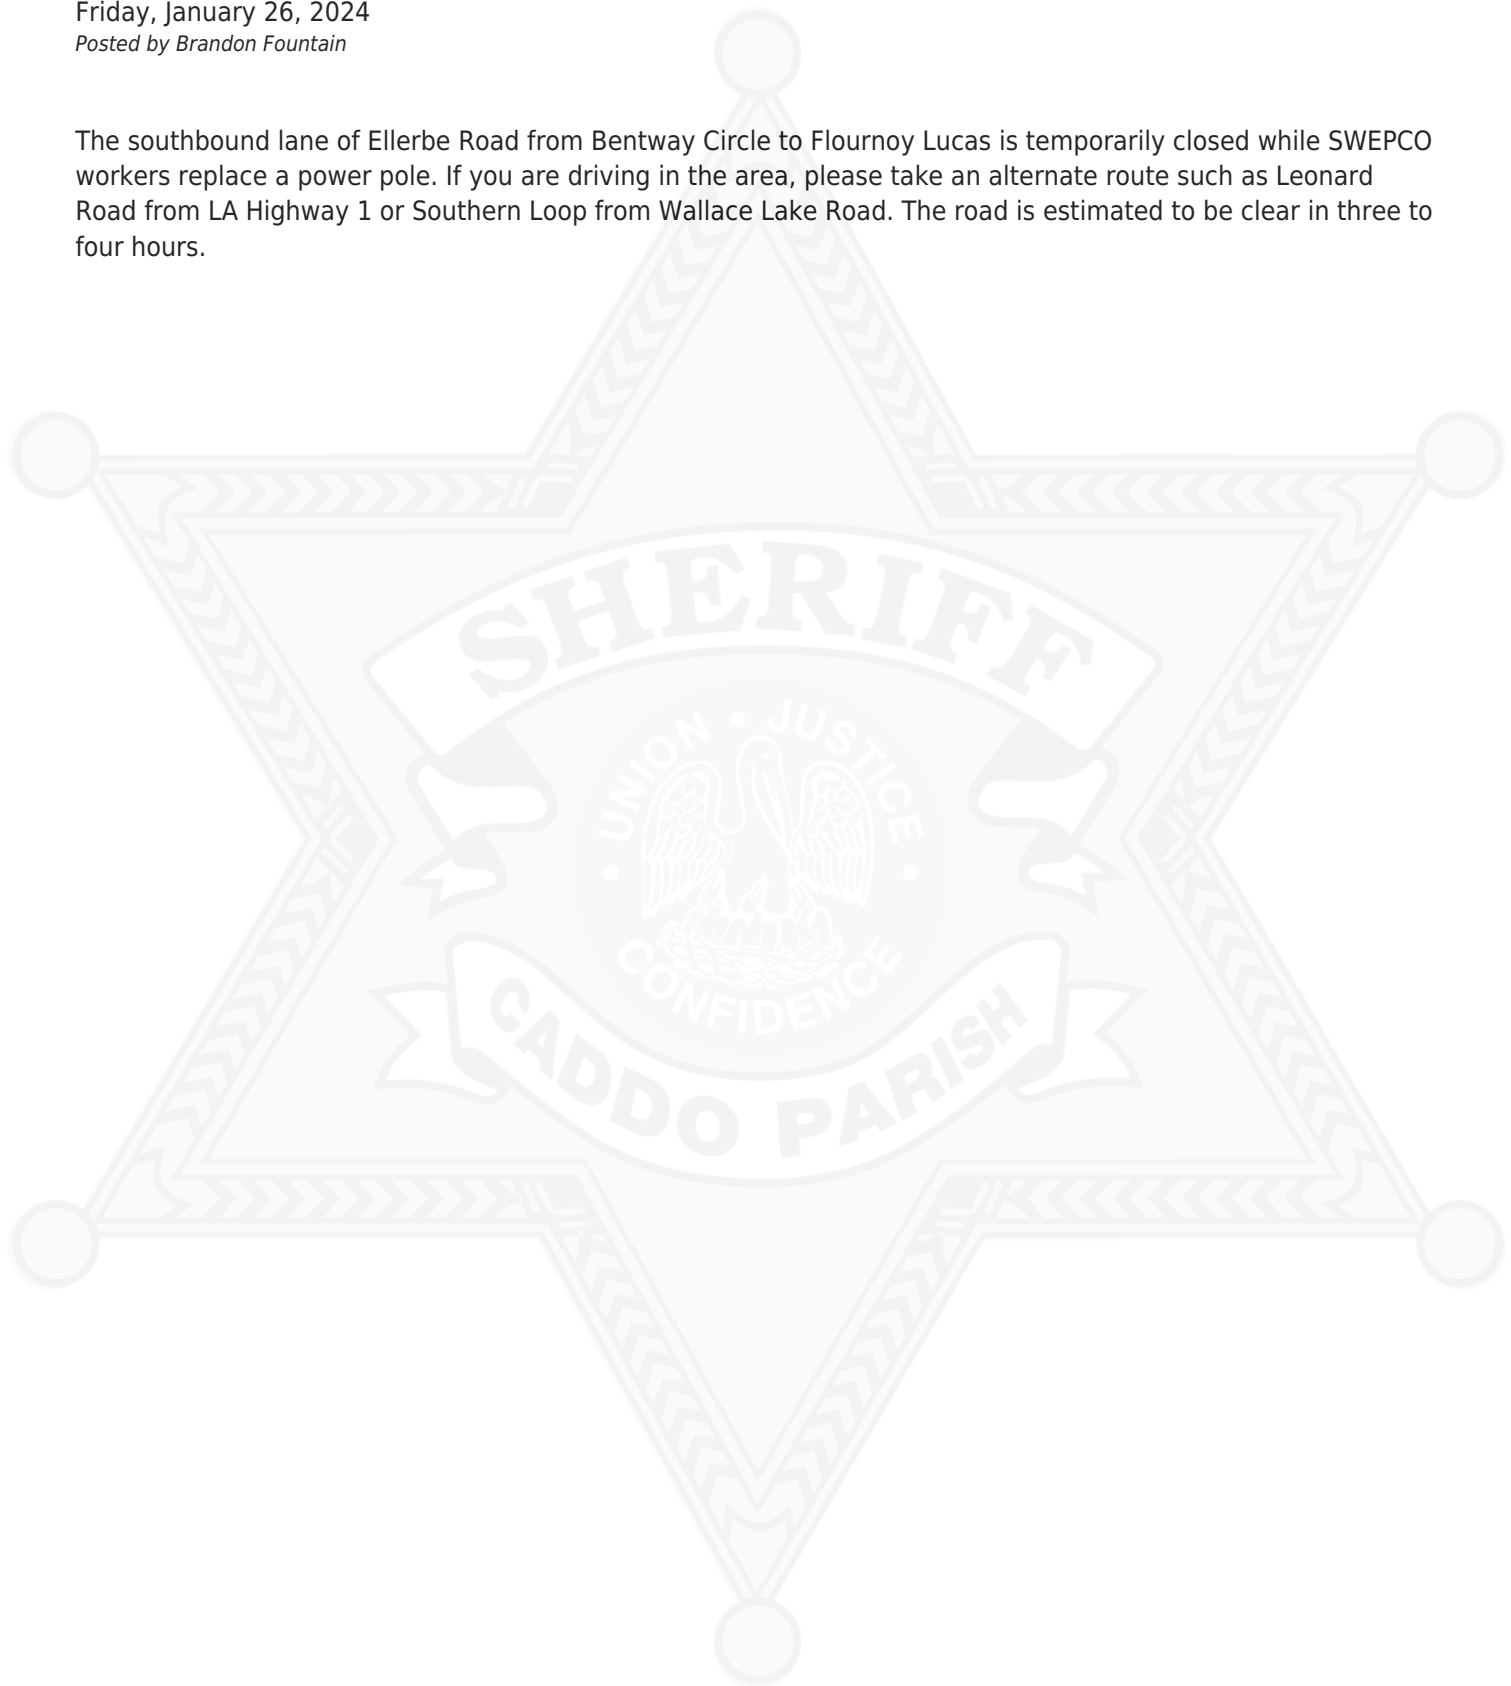 Friday, January 26, 2024
Posted by Brandon Fountain
The southbound lane of Ellerbe Road from Bentway Circle to Flournoy Lucas is temporarily closed while SWEPCO
workers replace a power pole. If you are driving in the area, please take an alternate route such as Leonard
Road from LA Highway 1 or Southern Loop from Wallace Lake Road. The road is estimated to be clear in three to
four hours.
SHERIFF
UNION • JUSTICE
• CONFIDENCE •
CADDO PARISH